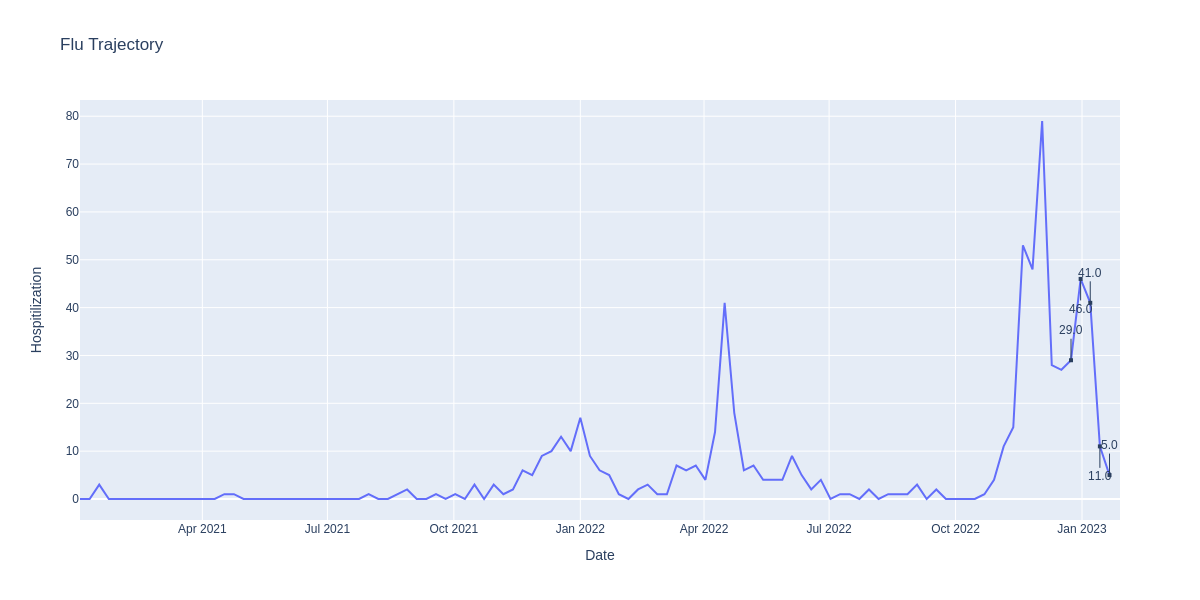 Flu Trajectory
80
70
60
50
40
30
20
10
0
Hospitilization
41.0
46.0
29.0
5.0
11.0
Apr 2021
Jul 2021
Oct 2021
Jan 2022
Apr 2022
Jul 2022
Oct 2022
Jan 2023
Date